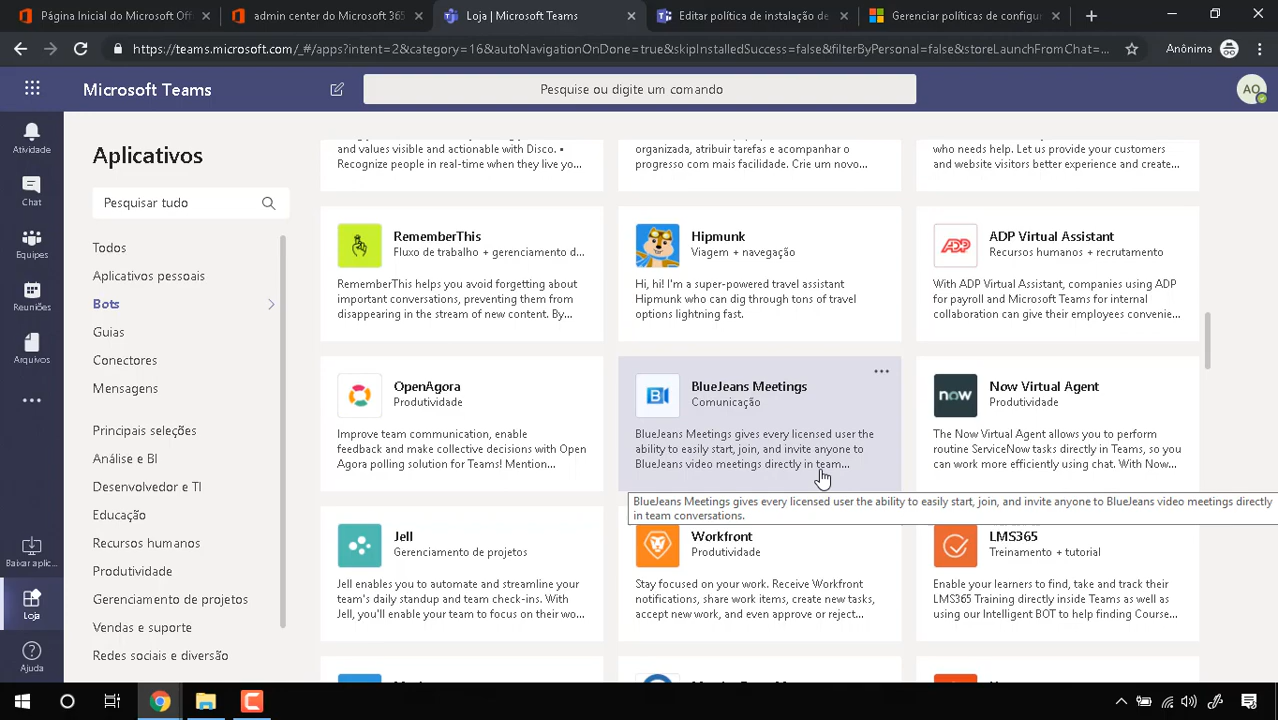 Página Inicial do Microsoft Off
admin center do Microsoft 365
Loja | Microsoft Teams
Editar política de instalação de
Gerenciar políticas de configur
https://teams.microsoft.com/_#/apps?intent=2&category=16&autoNavigationOnDone=true&skipInstalledSuccess=false&filterByPersonal=false&storeLaunchFromChat=...
Anônima
Microsoft Teams
Pesquise ou digite um comando
AO
Atividade
Chat
Equipes
Reuniões
Arquivos
Baixar aplic...
Loja
Ajuda
Aplicativos
Pesquisar tudo
Todos
Aplicativos pessoais
Bots
Guias
Conectores
Mensagens
Principais seleções
Análise e BI
Desenvolvedor e TI
Educação
Recursos humanos
Produtividade
Gerenciamento de projetos
Vendas e suporte
Redes sociais e diversão
and values visible and actionable with Disco. •
Recognize people in real-time when they live yo...
organizada, atribuir tarefas e acompanhar o
progresso com mais facilidade. Crie um novo...
who needs help. Let us provide your customers
and website visitors better experience and create...
RememberThis
Fluxo de trabalho + gerenciamento d...
RememberThis helps you avoid forgetting about
important conversations, preventing them from
disappearing in the stream of new content. By...
Hipmunk
Viagem + navegação
Hi, hi! I'm a super-powered travel assistant
Hipmunk who can dig through tons of travel
options lightning fast.
ADP
ADP Virtual Assistant
Recursos humanos + recrutamento
With ADP Virtual Assistant, companies using ADP
for payroll and Microsoft Teams for internal
collaboration can give their employees convenie...
OpenAgora
Produtividade
Improve team communication, enable
feedback and make collective decisions with Open
Agora polling solution for Teams! Mention...
B
BlueJeans Meetings
Comunicação
BlueJeans Meetings gives every licensed user the
ability to easily start, join, and invite anyone to
BlueJeans video meetings directly in team...
now
Now Virtual Agent
Produtividade
The Now Virtual Agent allows you to perform
routine ServiceNow tasks directly in Teams, so
you can work more efficiently using chat. With Now...
BlueJeans Meetings gives every licensed user the ability to easily start, join, and invite anyone to BlueJeans video meetings directly
in team conversations.
Jell
Gerenciamento de projetos
Jell enables you to automate and streamline your
team's daily standup and team check-ins. With
Jell, you'll enable your team to focus on their wo...
Workfront
Produtividade
Stay focused on your work. Receive Workfront
notifications, share work items, create new tasks,
accept new work, and even approve or reject...
LMS365
Treinamento + tutorial
Enable your learners to find, take and track their
LMS365 Training directly inside Teams as well as
using our Intelligent BOT to help finding Course...